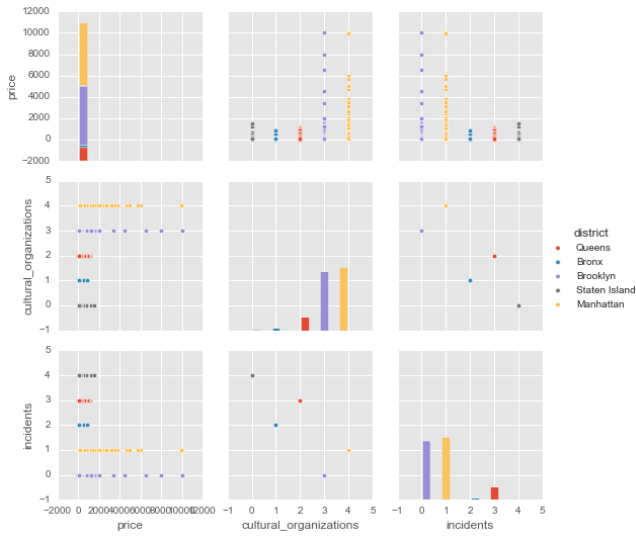 12000
10000
8000
6000
4000
2000
0
−2000
price
5
4
3
2
1
0
−1
cultural_organizations
district
Queens
Bronx
Brooklyn
Staten Island
Manhattan
5
4
3
2
1
0
−1
incidents
−2000 0 2000 4000 6000 8000 10000 12000
−1 0 1 2 3 4 5
−1 0 1 2 3 4 5
price
cultural_organizations
incidents